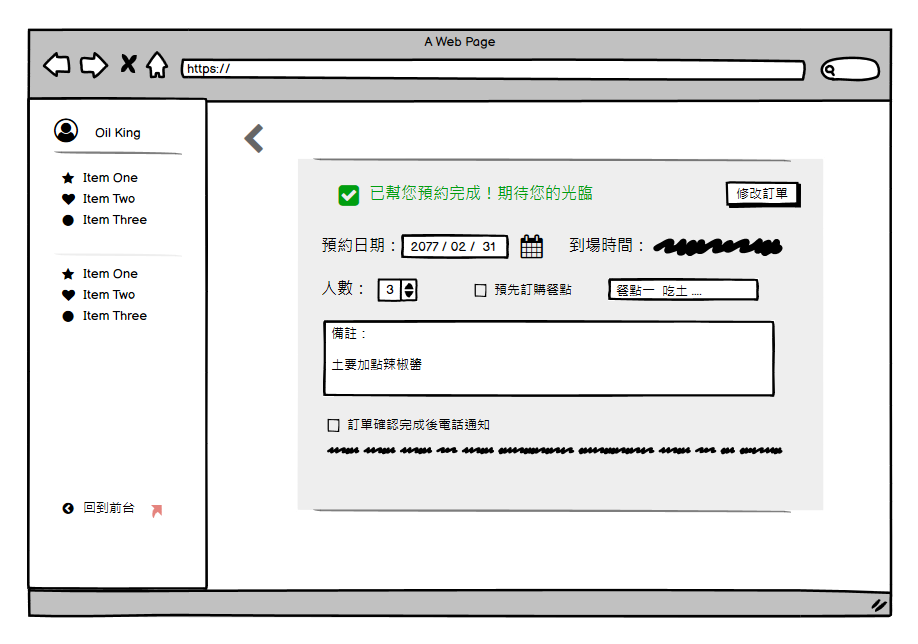 A Web Page
https://
Oil King
Item One
Item Two
Item Three
Item One
Item Two
Item Three
回到前台
已幫您預約完成！期待您的光臨
修改訂單
預約日期： 2077 / 02 / 31 到場時間：
人數： 3 預先訂購餐點 餐點一 吃土 ....
備註：
土要加點辣椒醬
訂單確認完成後電話通知